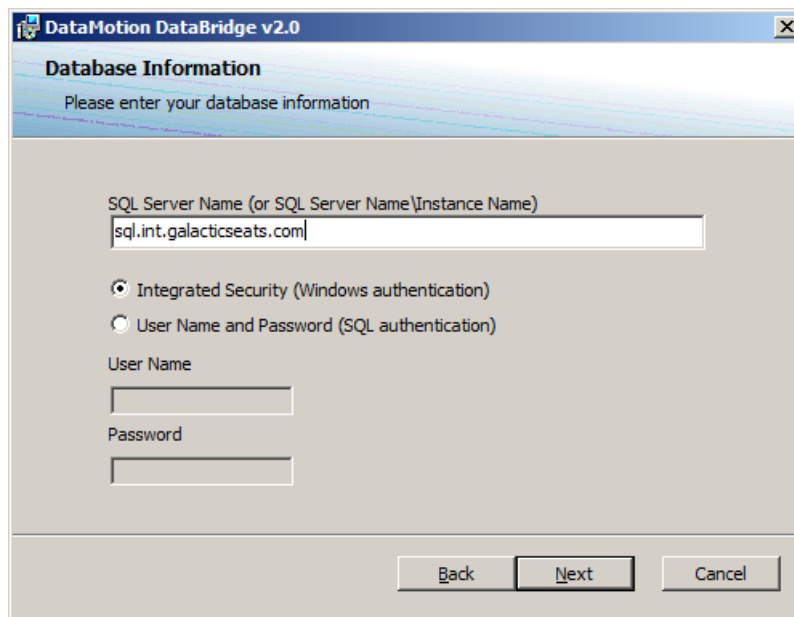 DataMotion DataBridge v2.0
Database Information
Please enter your database information
SQL Server Name (or SQL Server Name\Instance Name)
sql.int.galacticseats.com
Integrated Security (Windows authentication)
User Name and Password (SQL authentication)
User Name
Password
Back Next Cancel